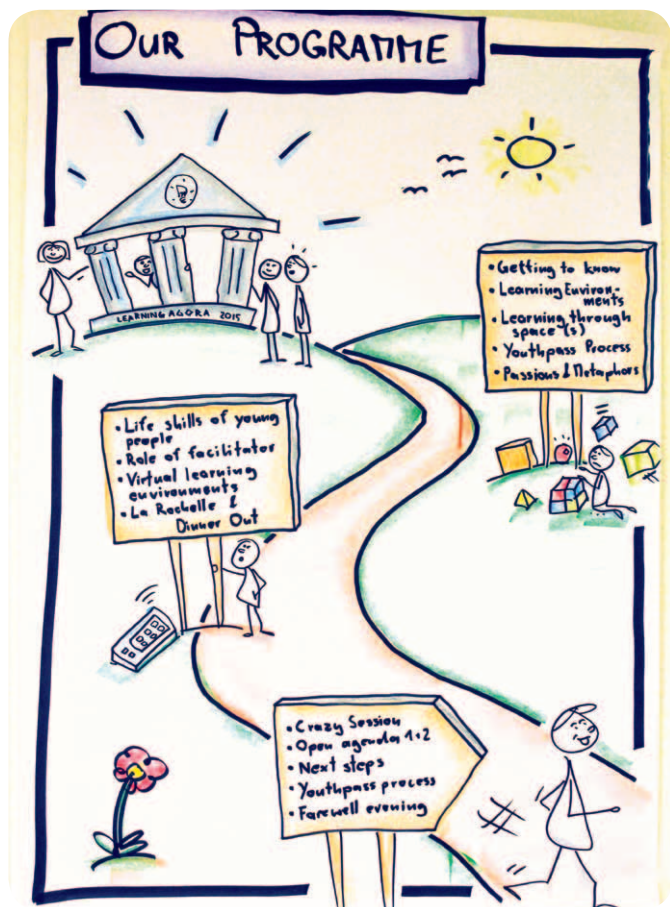 OUR PROGRAMME
LEARNING AGORA 2015
• Getting to know
• Learning Environ-
ments
• Learning through
space(s)
• Youthpass Process
• Passions & Metaphors
• Life skills of young
people
• Role of facilitator
• Virtual learning
environments
• La Rochelle &
Dinner Out
• Crazy Session
• Open agenda 1+2
• Next steps
• Youthpass process
• Farewell evening